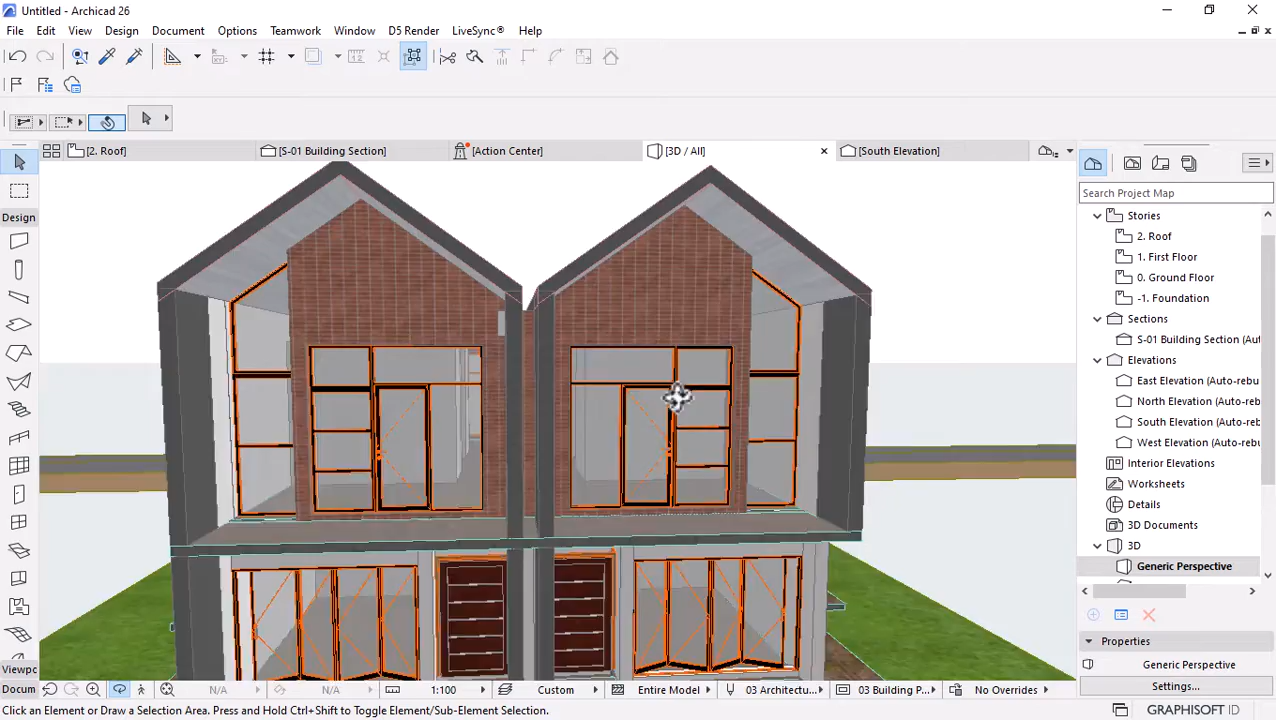 Untitled - Archicad 26
File Edit View Design Document Options Teamwork Window D5 Render LiveSync® Help
[2. Roof] [S-01 Building Section] [Action Center] [3D / All] [South Elevation]
Search Project Map
Design
Stories
2. Roof
1. First Floor
0. Ground Floor
-1. Foundation
Sections
S-01 Building Section (Aut
Elevations
East Elevation (Auto-rebu
North Elevation (Auto-reb
South Elevation (Auto-reb
West Elevation (Auto-rebu
Interior Elevations
Worksheets
Details
3D Documents
3D
Generic Perspective
Properties
Generic Perspective
Settings...
Viewpc
Docum
N/A N/A 1:100 Custom Entire Model 03 Architectu... 03 Building P... No Overrides
Click an Element or Draw a Selection Area. Press and Hold Ctrl+Shift to Toggle Element/Sub-Element Selection.
GRAPHISOFT ID